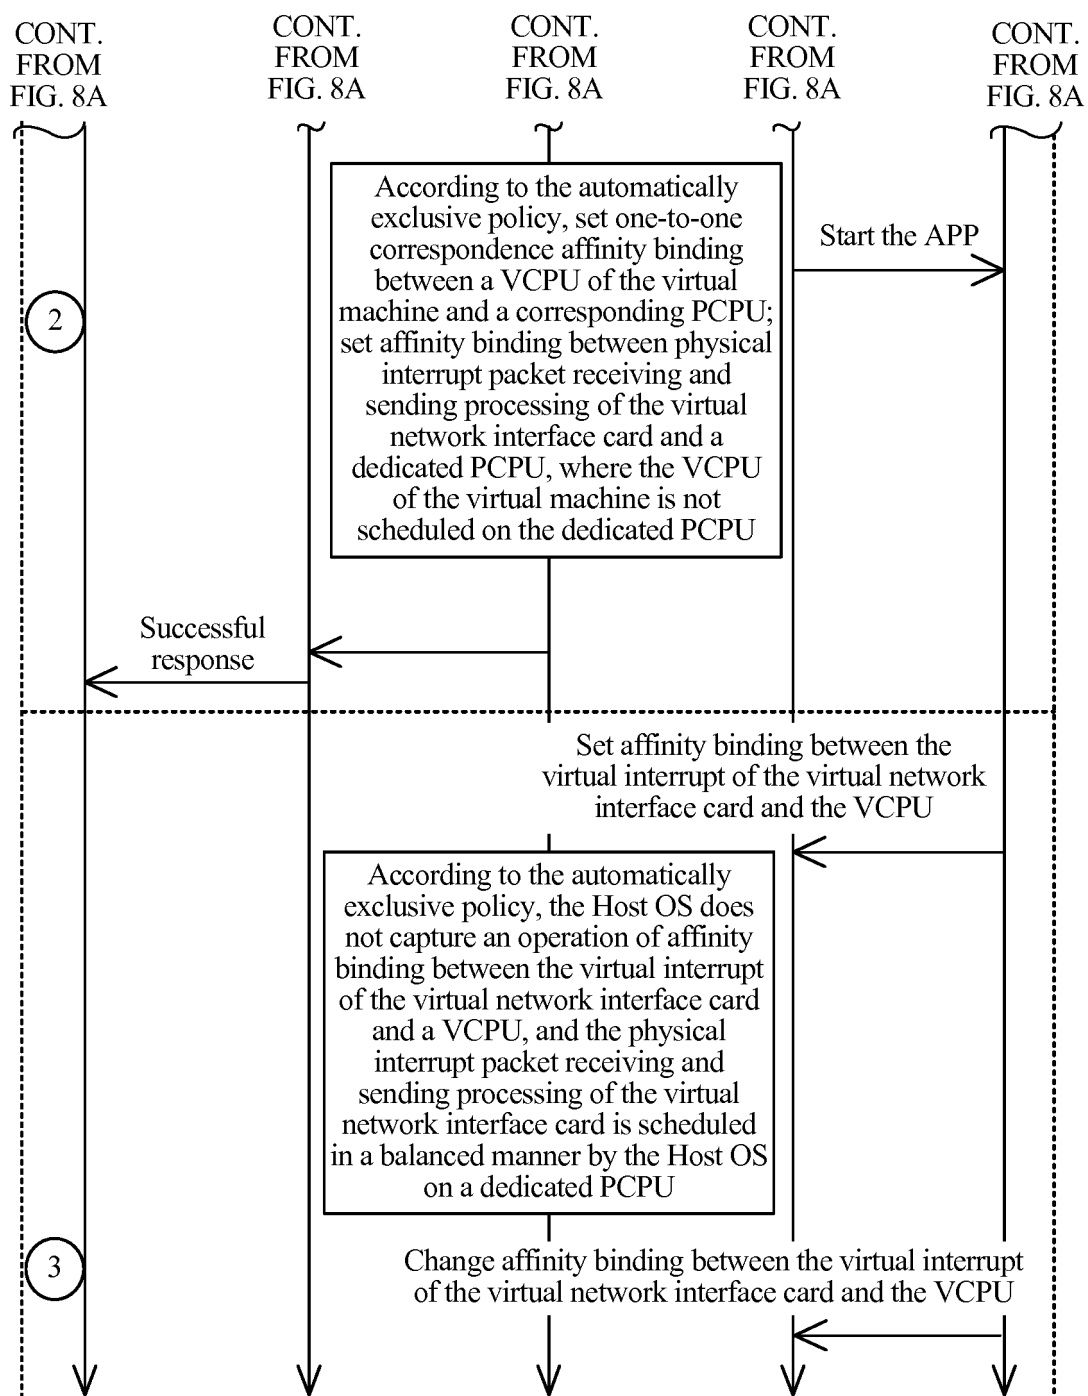 CONT.
FROM
FIG. 8A
CONT.
FROM
FIG. 8A
CONT.
FROM
FIG. 8A
CONT.
FROM
FIG. 8A
CONT.
FROM
FIG. 8A
According to the automatically
exclusive policy, set one-to-one
correspondence affinity binding
between a VCPU of the virtual
machine and a corresponding PCPU;
set affinity binding between physical
interrupt packet receiving and
sending processing of the virtual
network interface card and a
dedicated PCPU, where the VCPU
of the virtual machine is not
scheduled on the dedicated PCPU
Start the APP
2
Successful
response
Set affinity binding between the
virtual interrupt of the virtual network
interface card and the VCPU
According to the automatically
exclusive policy, the Host OS does
not capture an operation of affinity
binding between the virtual interrupt
of the virtual network interface card
and a VCPU, and the physical
interrupt packet receiving and
sending processing of the virtual
network interface card is scheduled
in a balanced manner by the Host OS
on a dedicated PCPU
3
Change affinity binding between the virtual interrupt
of the virtual network interface card and the VCPU